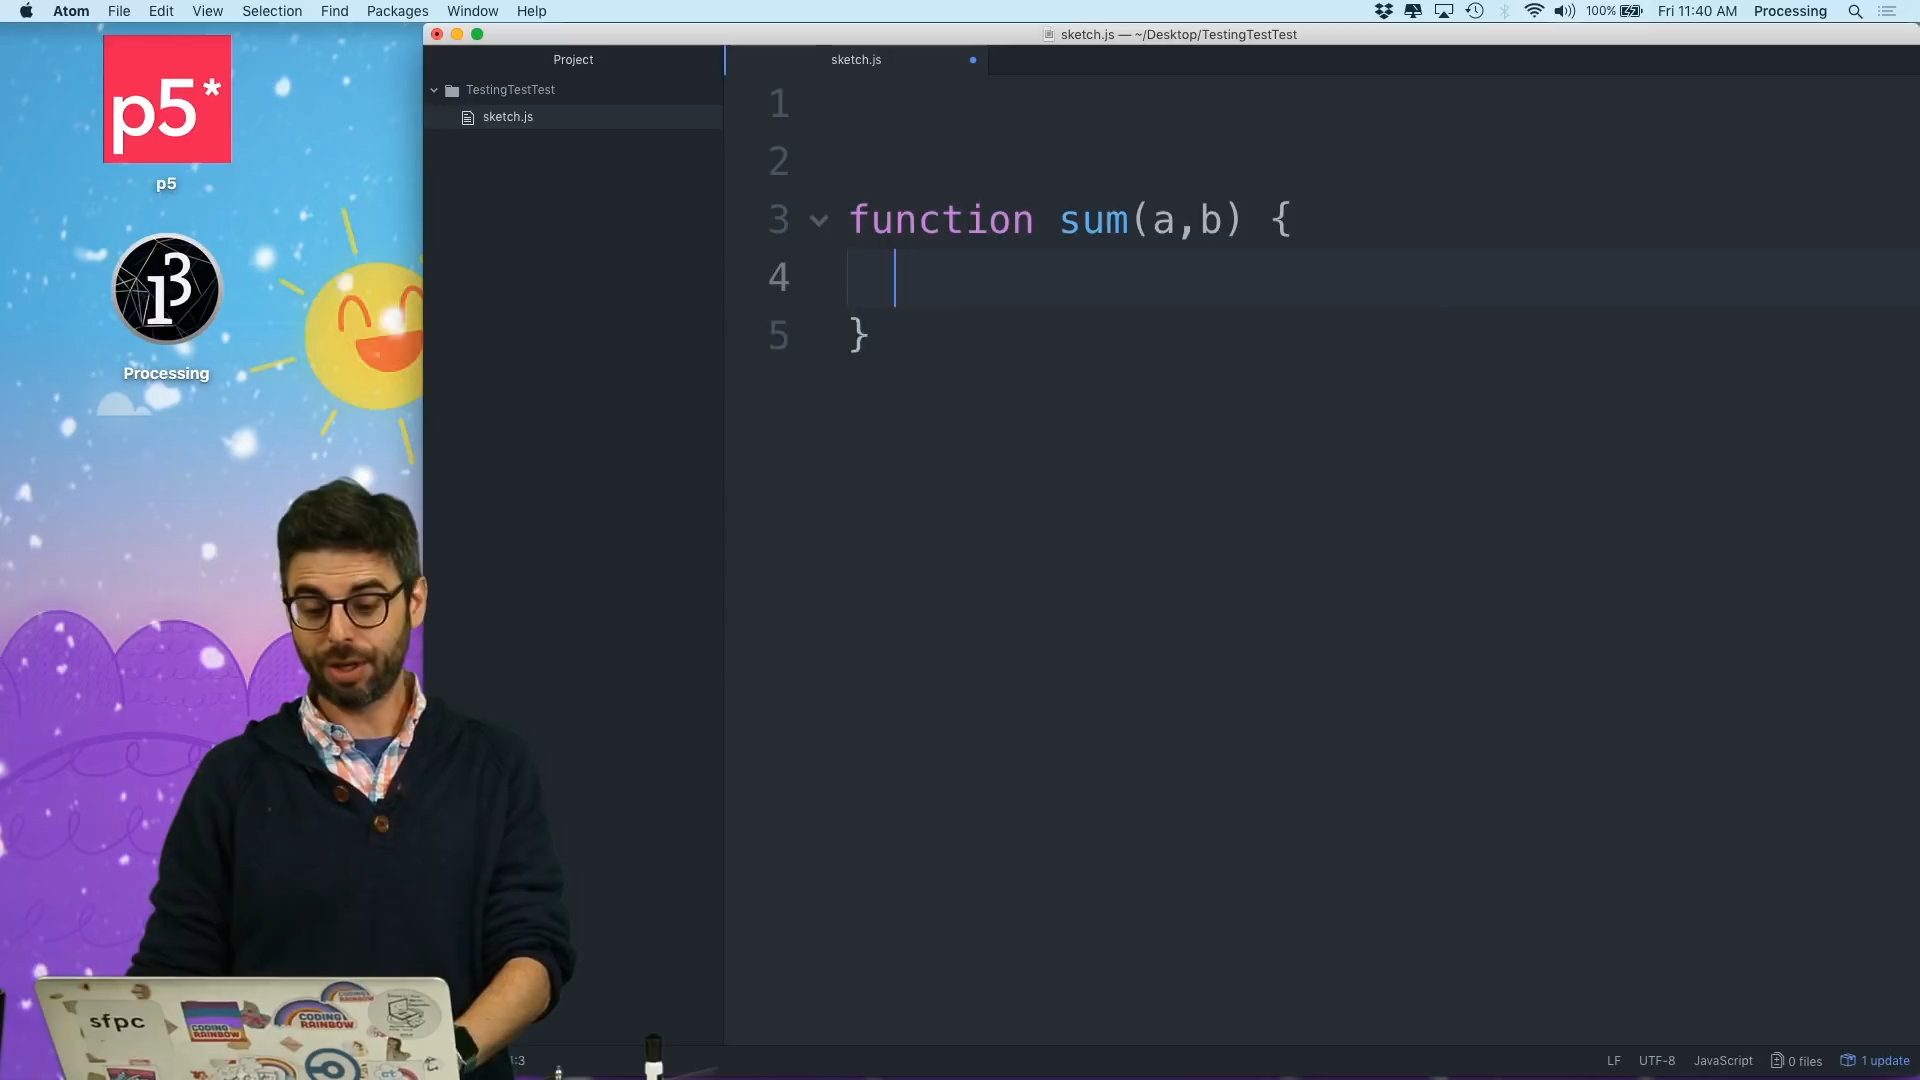 Atom File Edit View Selection Find Packages Window Help 100% Fri 11:40 AM Processing
sketch.js — ~/Desktop/TestingTestTest
Project
sketch.js
TestingTestTest
sketch.js
p5*
p5
Processing
1
2
3 function sum(a,b) {
4
5 }
sfpc
CODING RAINBOW
CODING RAINBOW
:3
LF UTF-8 JavaScript 0 files 1 update